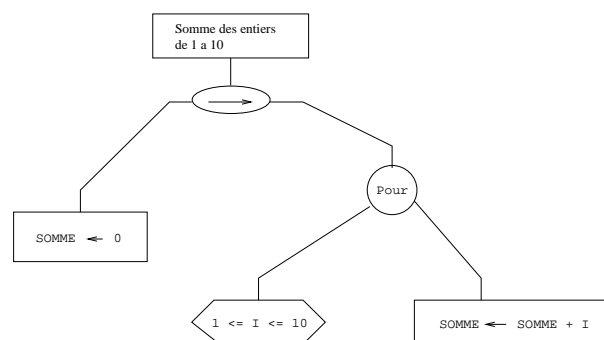 Somme des entiers
de 1 a 10
Pour
SOMME ← 0
1 <= I <= 10
SOMME ← SOMME + I